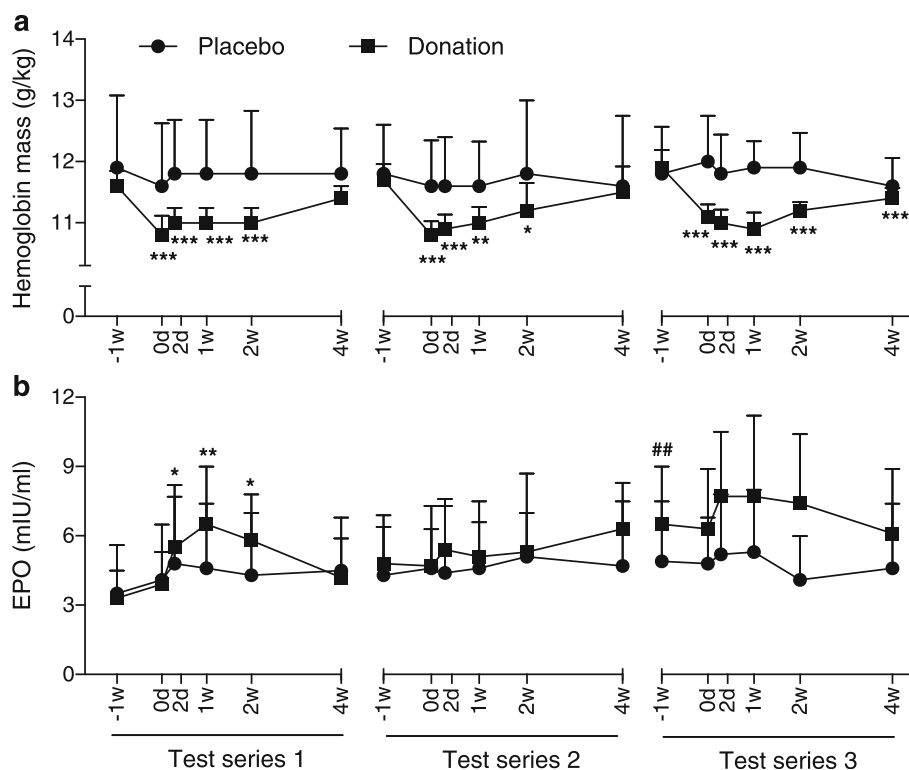 a
Placebo Donation
Hemoglobin mass (g/kg)
14
13
12
11
0
*** *** *** ***
*** *** ** *
*** *** *** *** ***
-1w 0d 2d 1w 2w 4w -1w 0d 2d 1w 2w 4w -1w 0d 2d 1w 2w 4w
b
EPO (mIU/ml)
12
9
6
3
0
* ** *
##
-1w 0d 2d 1w 2w 4w -1w 0d 2d 1w 2w 4w -1w 0d 2d 1w 2w 4w
Test series 1 Test series 2 Test series 3